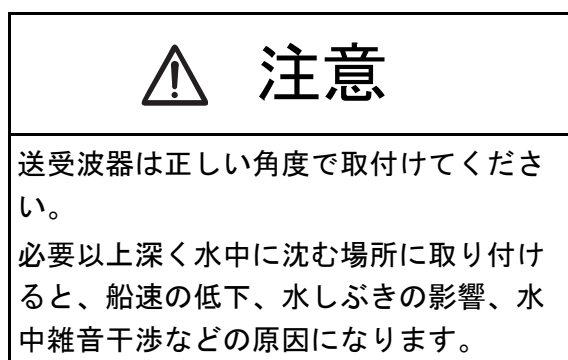 注意
送受波器は正しい角度で取付けてくださ
い。
必要以上深く水中に沈む場所に取り付け
ると、船速の低下、水しぶきの影響、水
中雑音干渉などの原因になります。